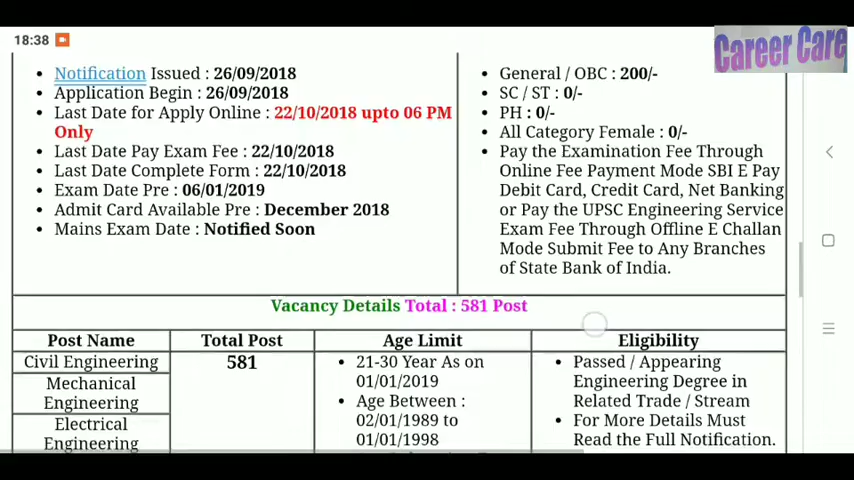 18:38
Career Care
Notification Issued : 26/09/2018
Application Begin : 26/09/2018
Last Date for Apply Online : 22/10/2018 upto 06 PM
Only
Last Date Pay Exam Fee : 22/10/2018
Last Date Complete Form : 22/10/2018
Exam Date Pre : 06/01/2019
Admit Card Available Pre : December 2018
Mains Exam Date : Notified Soon
General / OBC : 200/-
SC / ST : 0/-
PH : 0/-
All Category Female : 0/-
Pay the Examination Fee Through
Online Fee Payment Mode SBI E Pay
Debit Card, Credit Card, Net Banking
or Pay the UPSC Engineering Service
Exam Fee Through Offline E Challan
Mode Submit Fee to Any Branches
of State Bank of India.
Vacancy Details Total : 581 Post
Post Name
Total Post
Age Limit
Eligibility
Civil Engineering
Mechanical
Engineering
Electrical
Engineering
581
21-30 Year As on
01/01/2019
Age Between :
02/01/1989 to
01/01/1998
Passed / Appearing
Engineering Degree in
Related Trade / Stream
For More Details Must
Read the Full Notification.